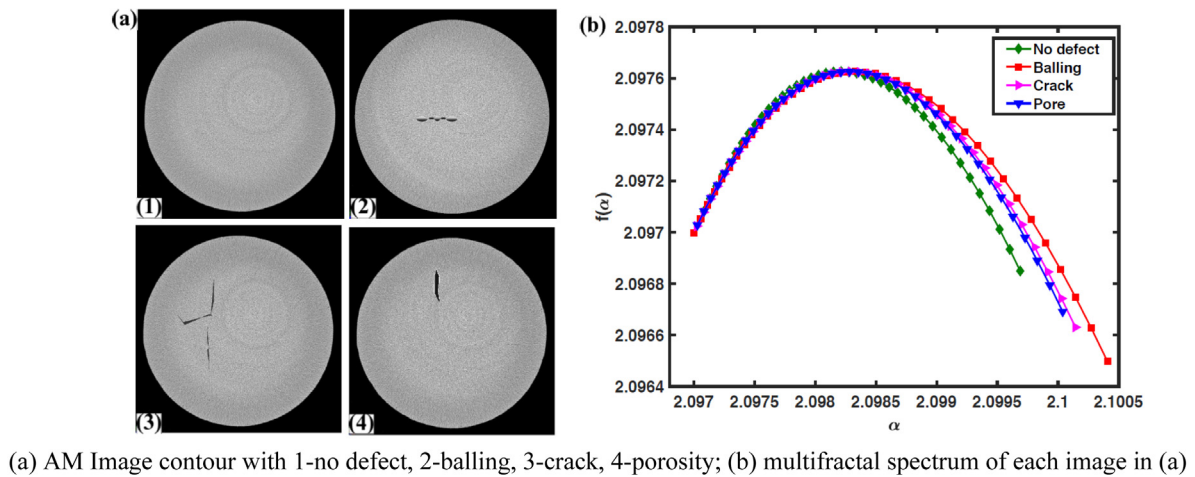 (a)
(1)
(2)
(3)
(4)
(b)
2.0978
2.0976
2.0974
2.0972
2.097
2.0968
2.0966
2.0964
f(α)
No defect
Balling
Crack
Pore
2.097 2.0975 2.098 2.0985 2.099 2.0995 2.1 2.1005
α
(a) AM Image contour with 1-no defect, 2-balling, 3-crack, 4-porosity; (b) multifractal spectrum of each image in (a)